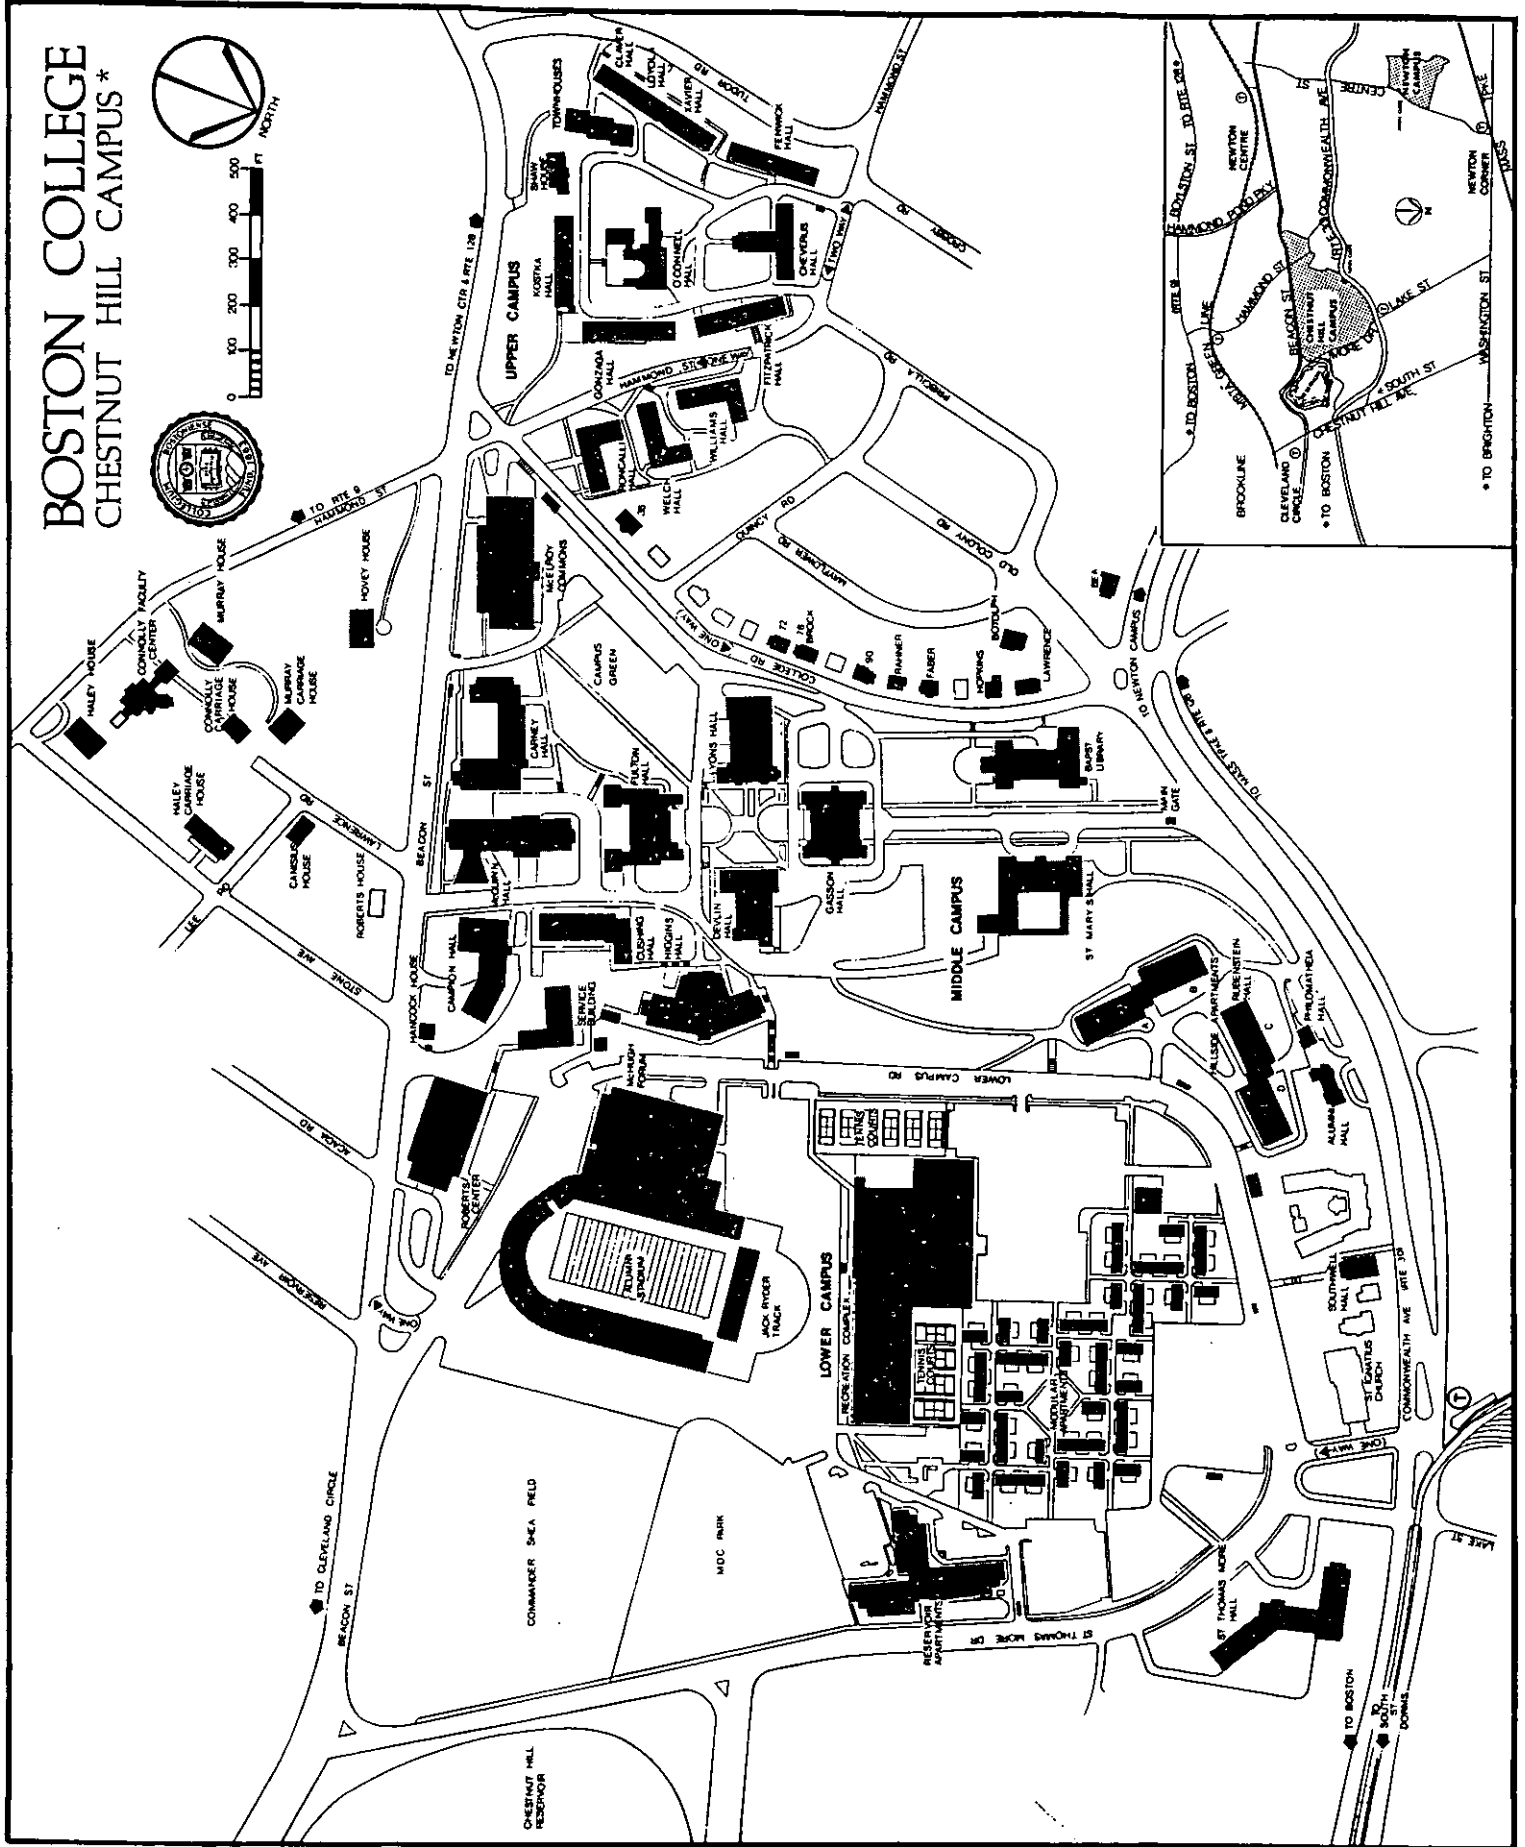 BOSTON COLLEGE
CHESTNUT HILL CAMPUS*
NORTH
0 100 200 300 400 500 FT
TO NEWTON CTR & RTE 128
TO RTE 9
HAMMOND ST
UPPER CAMPUS
TOWNHOUSES
CLAVER
HALL
LOYOLA
HALL
XAVIER
HALL
TUDOR RD
FENWICK
HALL
HAMMOND ST
SHAW
HOUSE
KOSTKA
HALL
O'CONNELL
HALL
CHEVERUS
HALL
TWO WAY
CROSBY RD
GONZAGA
HALL
FITZPATRICK
HALL
HAMMOND ST
RONCALLI
HALL
WELCH
HALL
WILLIAMS
HALL
PRISCILLA RD
QUINCY RD
MAYFLOWER RD
OLD COLONY RD
HALEY HOUSE
CONNOLLY FACULTY
CENTER
MURRAY HOUSE
HOVEY HOUSE
CONNOLLY
CARRIAGE
HOUSE
MURRAY
CARRIAGE
HOUSE
HALEY
CARRIAGE
HOUSE
CANISIUS
HOUSE
LAWRENCE RD
ROBERTS HOUSE
LEE RD
STONE AVE
BEACON ST
McELROY
COMMONS
CAMPUS
GREEN
CARNEY
HALL
FULTON
HALL
LYONS HALL
COLLEGE RD
ONE WAY
72
78
BROCK
90
RAHNER
FABER
HOPKINS
BOTOLPH
LAWRENCE
BEA
TO NEWTON CAMPUS
TO MASS TPKE & RTE 128
BAPST
LIBRARY
MAIN
GATE
McGUINN
HALL
DEVLIN
HALL
GASSON
HALL
MIDDLE CAMPUS
ST MARY'S HALL
HANCOCK HOUSE
CAMPION HALL
CUSHING
HALL
HIGGINS
HALL
SERVICE
BUILDING
McHUGH
FORUM
LOWER CAMPUS RD
HILLSIDE APARTMENTS
A
B
RUBENSTEIN
HALL
C
D
PHILOMATHEIA
HALL
ALUMNI
HALL
ACACIA RD
RESERVOIR AVE
ROBERTS
CENTER
ONE WAY
ALUMNI
STADIUM
JACK RYDER
TRACK
TENNIS
COURTS
LOWER CAMPUS
RECREATION COMPLEX
TENNIS
COURTS
MODULAR
APARTMENTS
SOUTHWELL
HALL
ST IGNATIUS
CHURCH
COMMONWEALTH AVE (RTE 30)
ONE WAY
T
LAKE ST
TO CLEVELAND CIRCLE
BEACON ST
COMMANDER SHEA FIELD
MDC PARK
RESERVOIR
APARTMENTS
ST THOMAS MORE DR
ST THOMAS MORE
HALL
CHESTNUT HILL
RESERVOIR
TO BOSTON
TO
SOUTH
ST
DORMS
BOYLSTON ST
TO RTE 128
(RTE 9)
HAMMOND POND PKY
TO BOSTON
MBTA GREEN LINE
HAMMOND ST
NEWTON
CENTRE
CENTRE ST
NEWTON
CAMPUS
COMMONWEALTH AVE
(RTE 30)
BEACON ST
CHESTNUT
HILL
CAMPUS
MORE DR
LAKE ST
SOUTH ST
CHESTNUT HILL AVE
BROOKLINE
CLEVELAND
CIRCLE
TO BOSTON
N
NEWTON
CORNER
MASS PKE
WASHINGTON ST
TO BRIGHTON